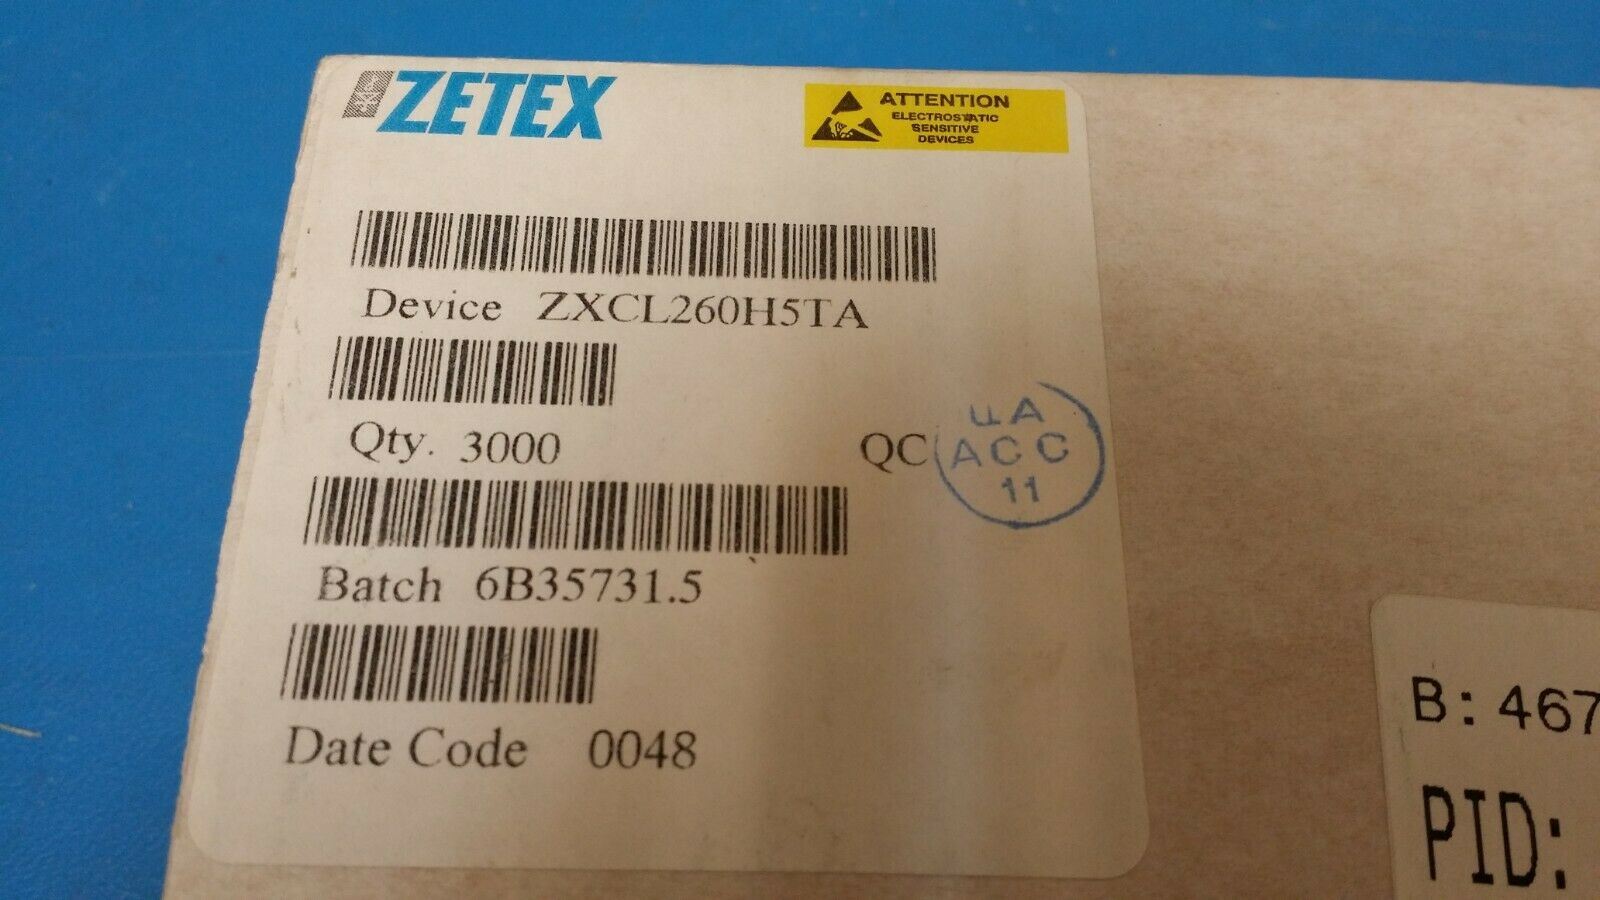 ZETEX
ATTENTION
ELECTROSTATIC
SENSITIVE
DEVICES
Device ZXCL260H5TA
Qty. 3000
QC
ACC
11
Batch 6B35731.5
Date Code 0048
B: 467
PID: